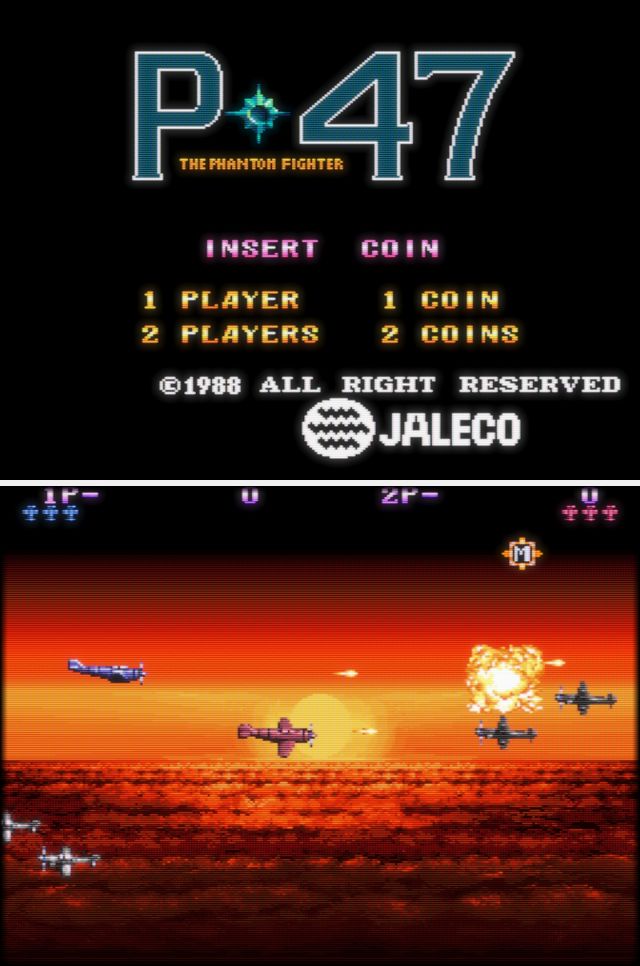 P·47
THE PHANTOM FIGHTER
INSERT COIN
1 PLAYER 1 COIN
2 PLAYERS 2 COINS
©1988 ALL RIGHT RESERVED
JALECO
1P- 0 2P- 0
M